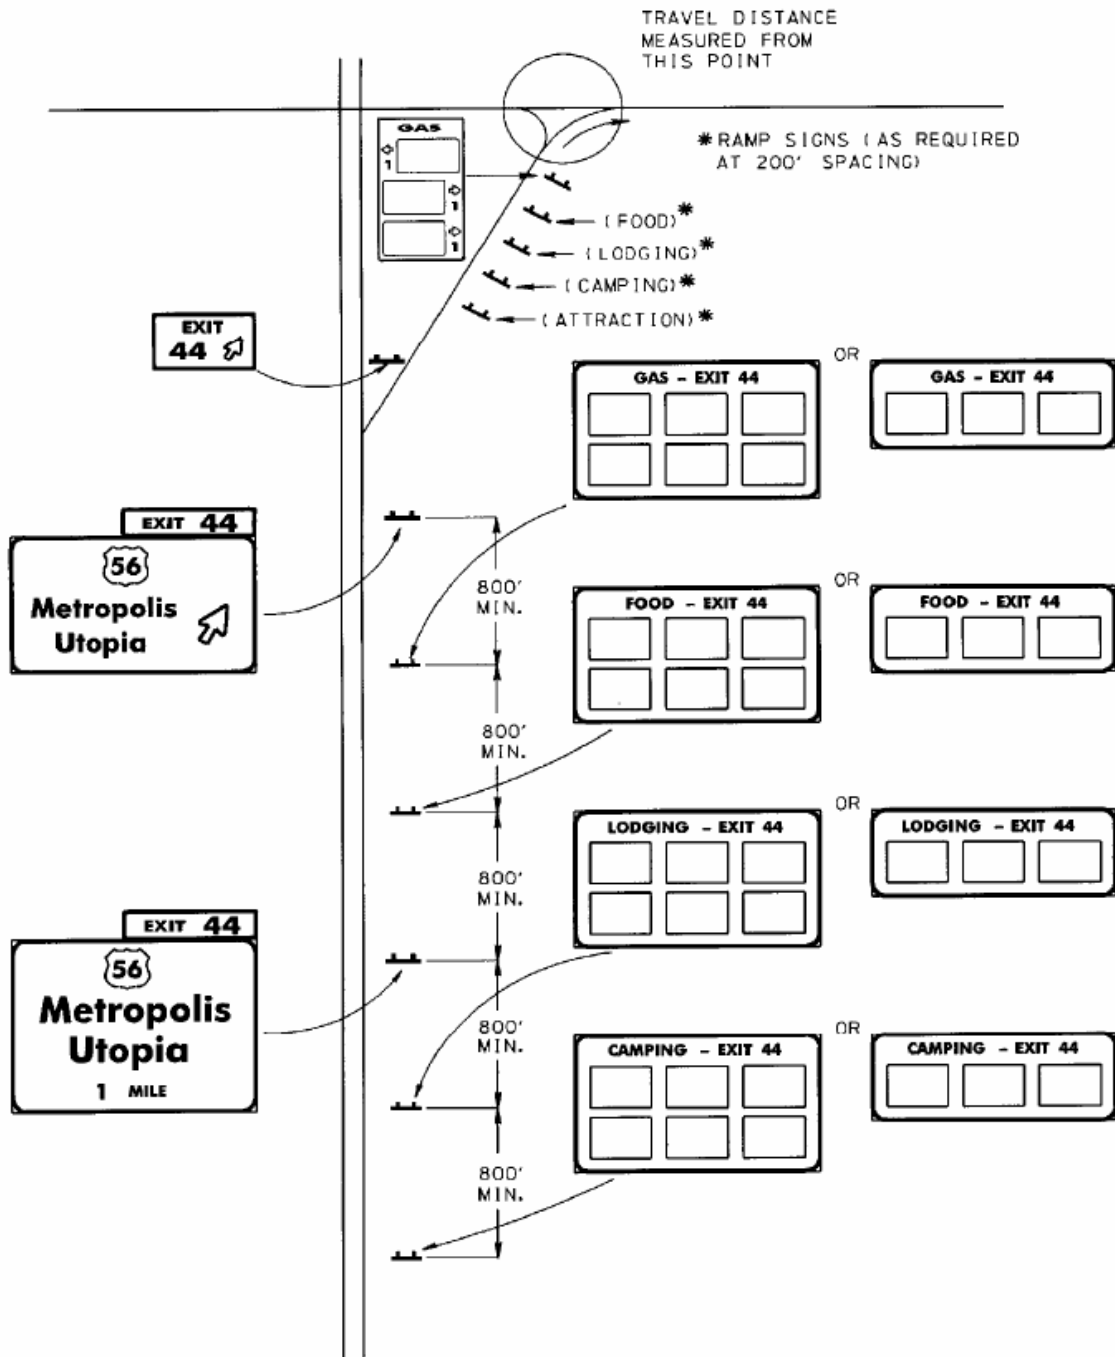 TRAVEL DISTANCE
MEASURED FROM
THIS POINT
GAS
1
1
1
*RAMP SIGNS (AS REQUIRED
AT 200' SPACING)
(FOOD)*
(LODGING)*
(CAMPING)*
(ATTRACTION)*
EXIT
44
GAS - EXIT 44
OR
GAS - EXIT 44
EXIT 44
56
Metropolis
Utopia
800'
MIN.
FOOD - EXIT 44
OR
FOOD - EXIT 44
800'
MIN.
LODGING - EXIT 44
OR
LODGING - EXIT 44
800'
MIN.
EXIT 44
56
Metropolis
Utopia
1 MILE
800'
MIN.
CAMPING - EXIT 44
OR
CAMPING - EXIT 44
800'
MIN.